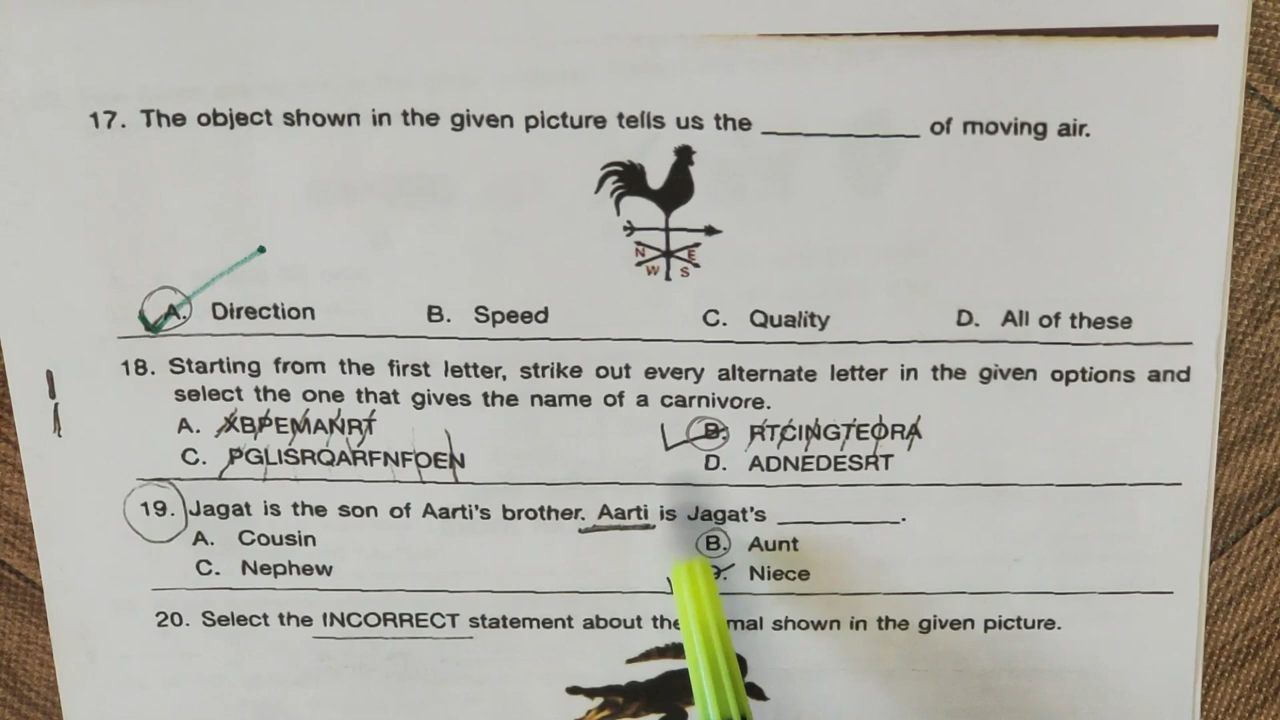 17. The object shown in the given picture tells us the __________ of moving air.
N E
W S
A. Direction B. Speed C. Quality D. All of these
18. Starting from the first letter, strike out every alternate letter in the given options and
select the one that gives the name of a carnivore.
A. XBPEMANRT B. RTCINGTEORA
C. PGLISRQARFNFOEN D. ADNEDESRT
19. Jagat is the son of Aarti's brother. Aarti is Jagat's __________.
A. Cousin B. Aunt
C. Nephew Niece
20. Select the INCORRECT statement about the shown in the given picture.